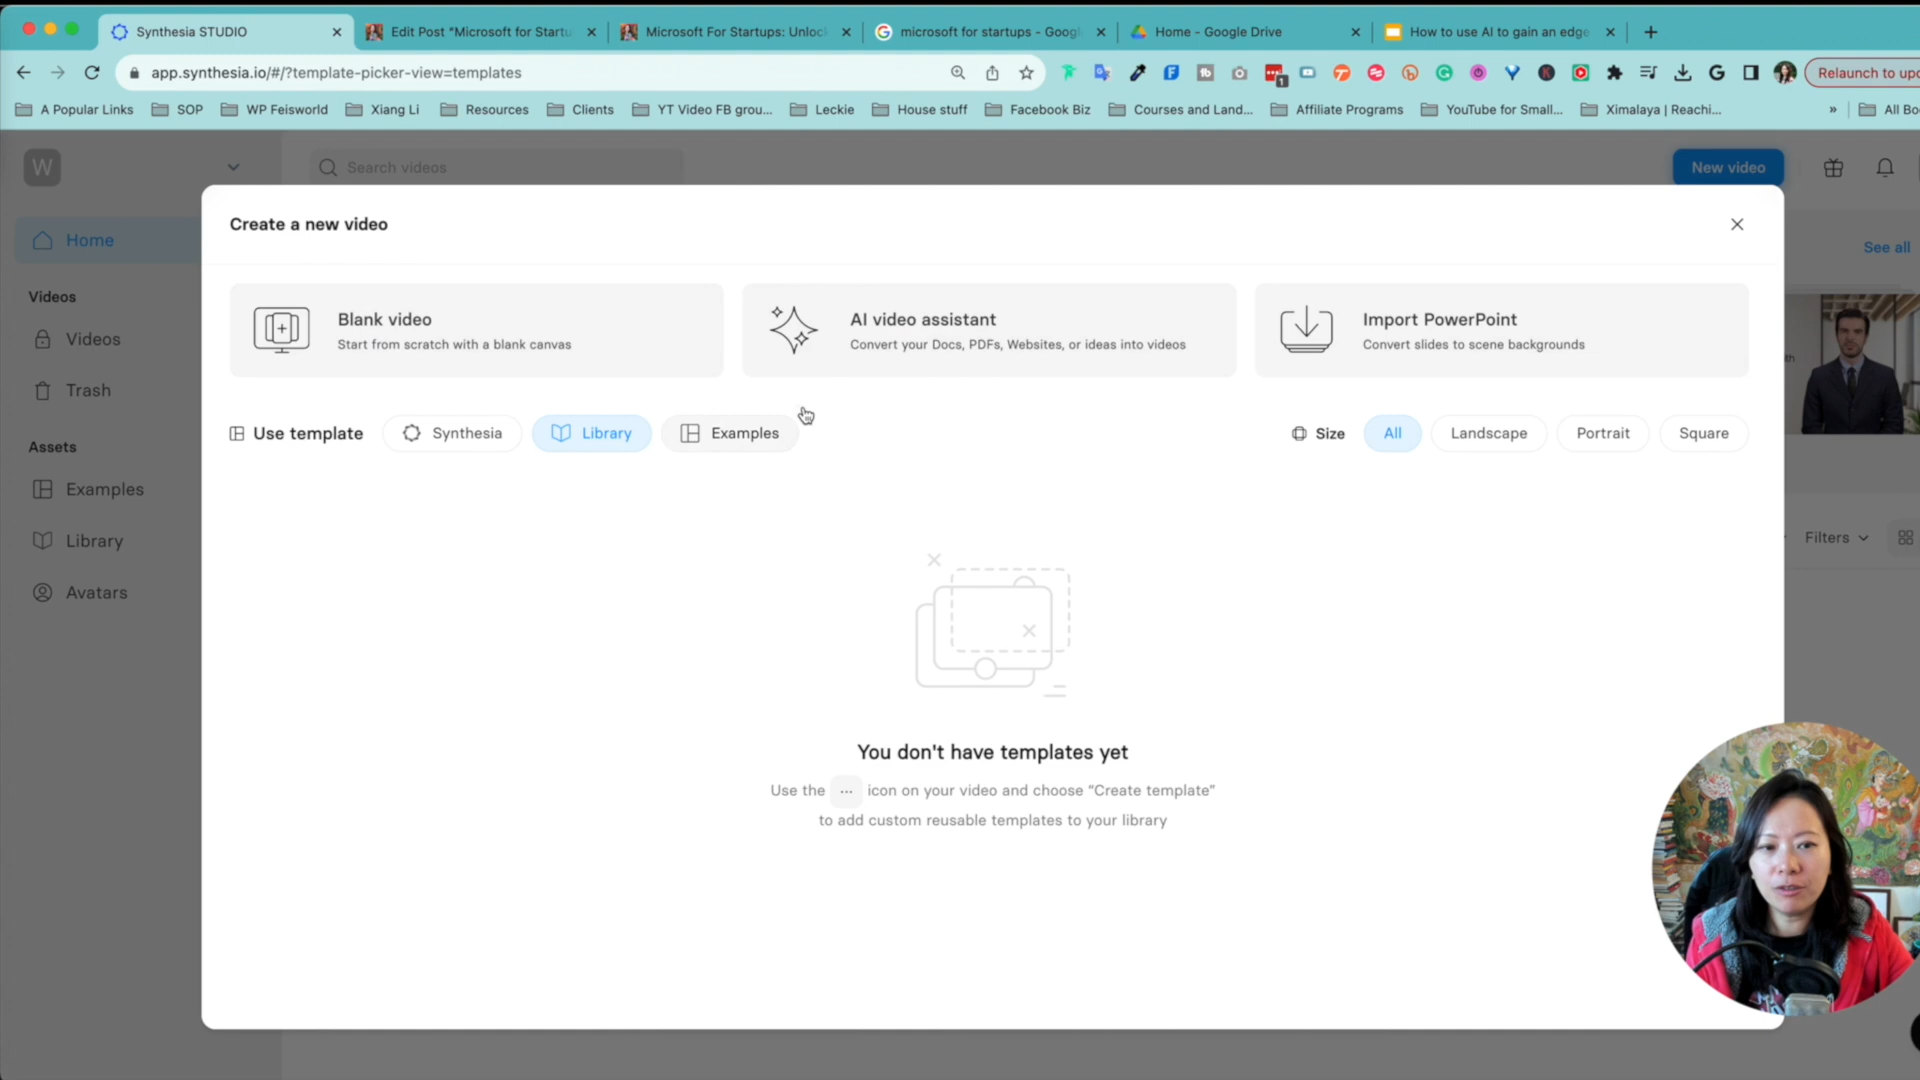 Synthesia STUDIO
Edit Post “Microsoft for Startu
Microsoft For Startups: Unlock
microsoft for startups - Googl
Home - Google Drive
How to use AI to gain an edge
app.synthesia.io/#/?template-picker-view=templates
Relaunch to upd
A Popular Links
SOP
WP Feisworld
Xiang Li
Resources
Clients
YT Video FB grou...
Leckie
House stuff
Facebook Biz
Courses and Land...
Affiliate Programs
YouTube for Small...
Ximalaya | Reachi...
»
All Bo
W
Search videos
New video
Create a new video
Home
See all
Videos
Blank video
Start from scratch with a blank canvas
AI video assistant
Convert your Docs, PDFs, Websites, or ideas into videos
Import PowerPoint
Convert slides to scene backgrounds
Videos
Trash
Use template
Synthesia
Library
Examples
Size
All
Landscape
Portrait
Square
Assets
Examples
Library
Filters
Avatars
You don't have templates yet
Use the ... icon on your video and choose “Create template”
to add custom reusable templates to your library